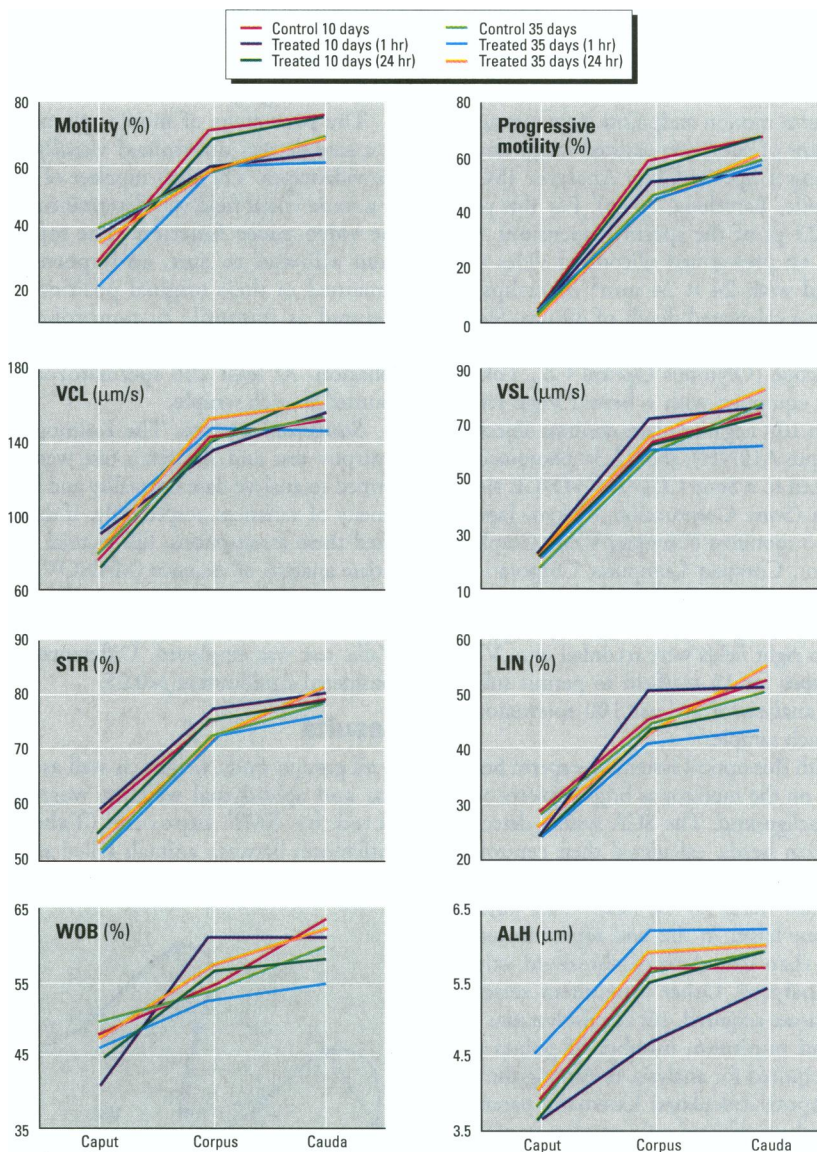 Control 10 days
Treated 10 days (1 hr)
Treated 10 days (24 hr)
Control 35 days
Treated 35 days (1 hr)
Treated 35 days (24 hr)
Motility (%)
80
60
40
20
Progressive
motility (%)
80
60
40
20
0
VCL (μm/s)
180
140
100
60
VSL (μm/s)
90
70
50
30
10
STR (%)
90
80
70
60
50
LIN (%)
60
50
40
30
20
WOB (%)
65
55
45
35
Caput Corpus Cauda
ALH (μm)
6.5
5.5
4.5
3.5
Caput Corpus Cauda